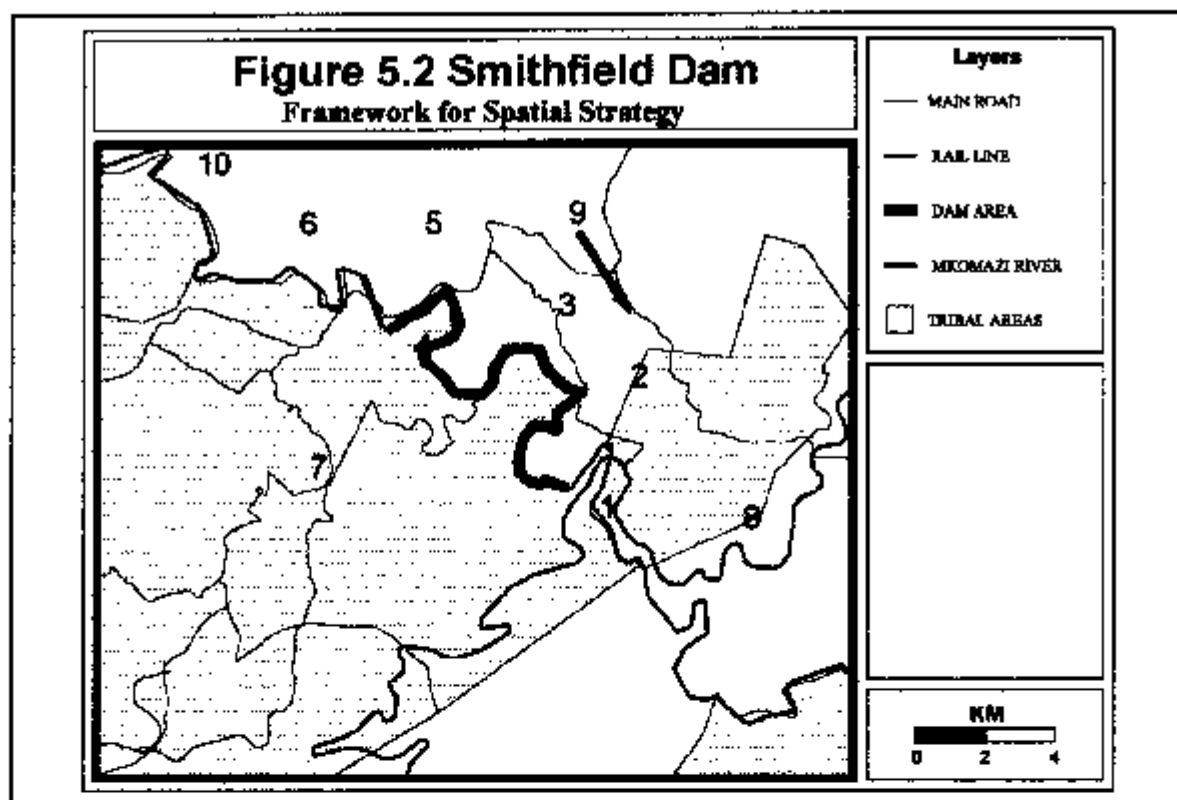 Figure 5.2 Smithfield Dam
Framework for Spatial Strategy
10
6
5
9
3
2
7
1
8
Layers
MAIN ROAD
RAIL LINE
DAM AREA
MKOMAZI RIVER
TRIBAL AREAS
KM
0 2 4